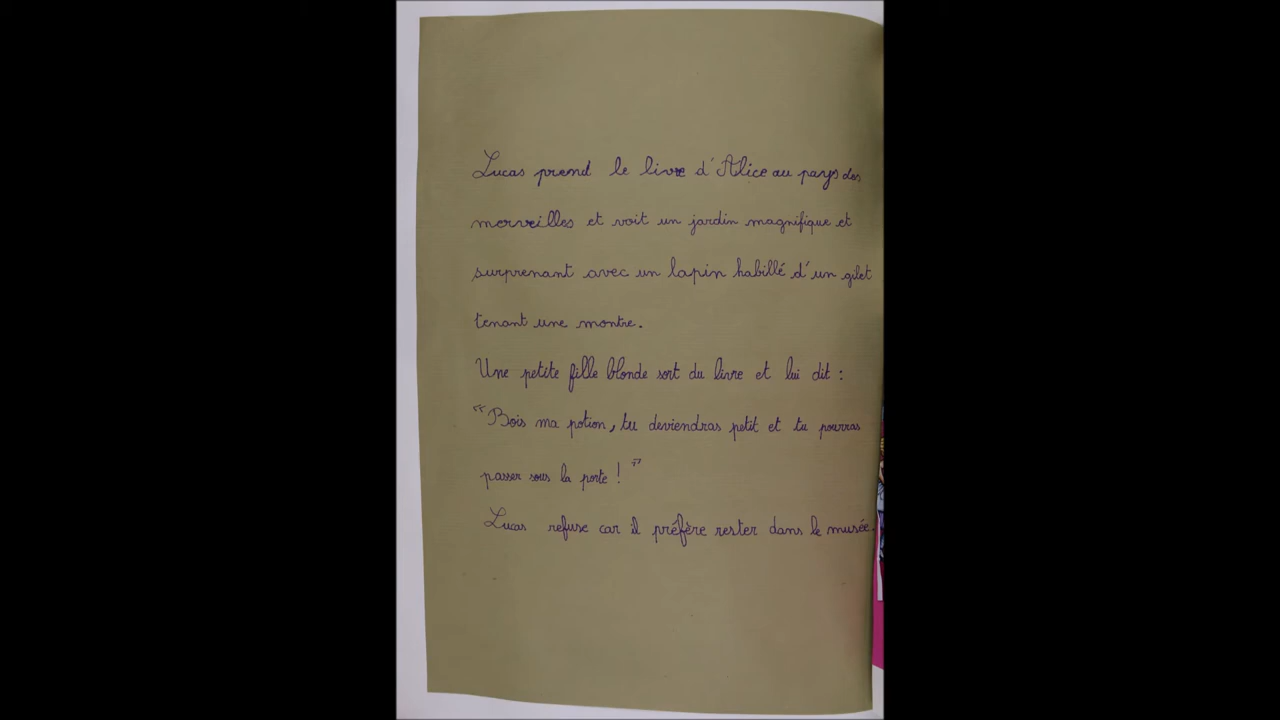 Lucas prend le livre d'Alice au pays des
merveilles et voit un jardin magnifique et
surprenant avec un lapin habillé d'un gilet
tenant une montre.
Une petite fille blonde sort du livre et lui dit :
"Bois ma potion, tu deviendras petit et tu pourras
passer sous la porte ! "
Lucas refuse car il préfère rester dans le musée.